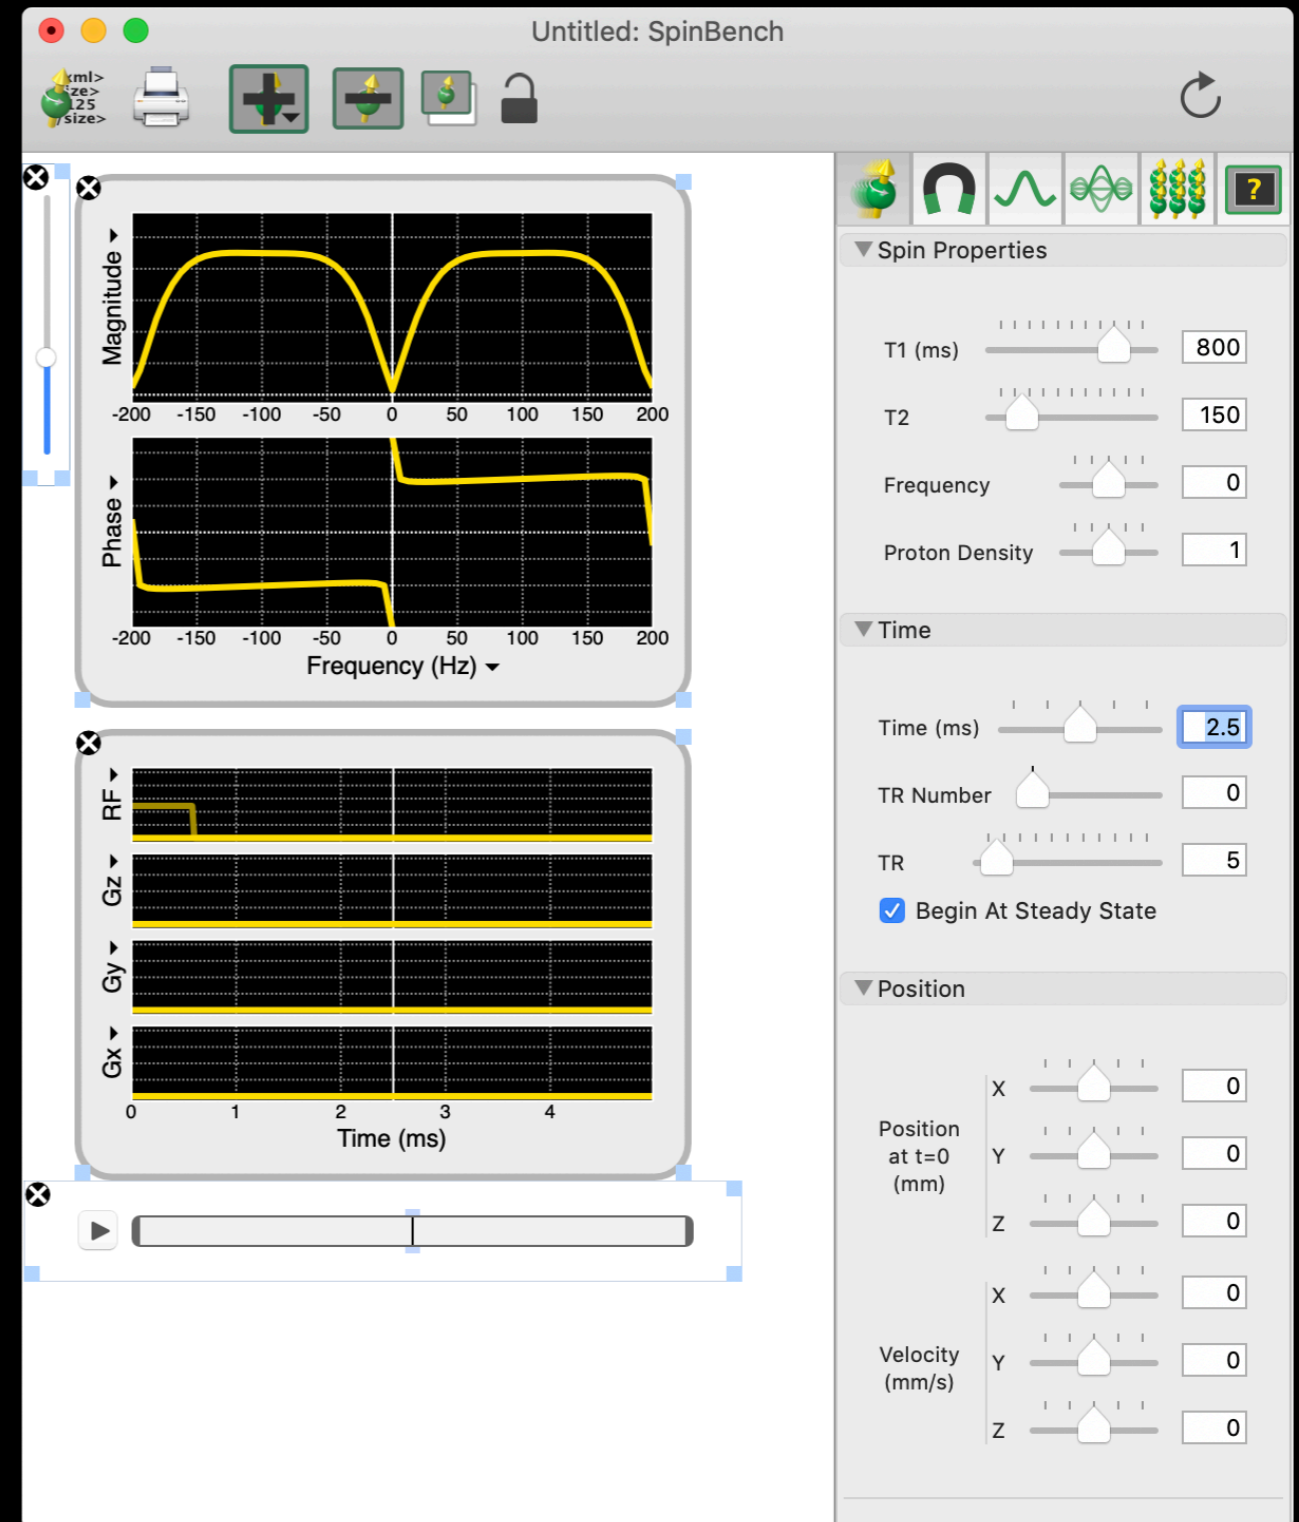 Untitled: SpinBench
xml>
ize>
125
/size>
?
Magnitude
-200 -150 -100 -50 0 50 100 150 200
Phase
-200 -150 -100 -50 0 50 100 150 200
Frequency (Hz)
RF
Gz
Gy
Gx
0 1 2 3 4
Time (ms)
Spin Properties
T1 (ms) 800
T2 150
Frequency 0
Proton Density 1
Time
Time (ms) 2.5
TR Number 0
TR 5
Begin At Steady State
Position
Position
at t=0
(mm)
X 0
Y 0
Z 0
Velocity
(mm/s)
X 0
Y 0
Z 0